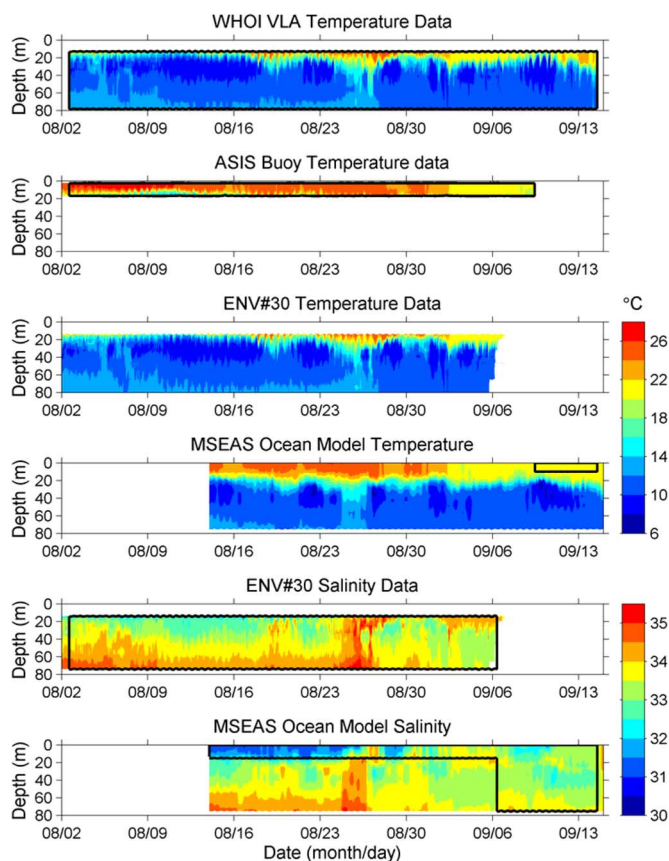 WHOI VLA Temperature Data
Depth (m)
0
20
40
60
80
08/02 08/09 08/16 08/23 08/30 09/06 09/13
ASIS Buoy Temperature data
Depth (m)
0
20
40
60
80
08/02 08/09 08/16 08/23 08/30 09/06 09/13
ENV#30 Temperature Data
Depth (m)
0
20
40
60
80
08/02 08/09 08/16 08/23 08/30 09/06 09/13
°C
26
22
18
14
10
6
MSEAS Ocean Model Temperature
Depth (m)
0
20
40
60
80
08/02 08/09 08/16 08/23 08/30 09/06 09/13
ENV#30 Salinity Data
Depth (m)
0
20
40
60
80
08/02 08/09 08/16 08/23 08/30 09/06 09/13
35
34
33
32
31
30
MSEAS Ocean Model Salinity
Depth (m)
0
20
40
60
80
08/02 08/09 08/16 08/23 08/30 09/06 09/13
Date (month/day)